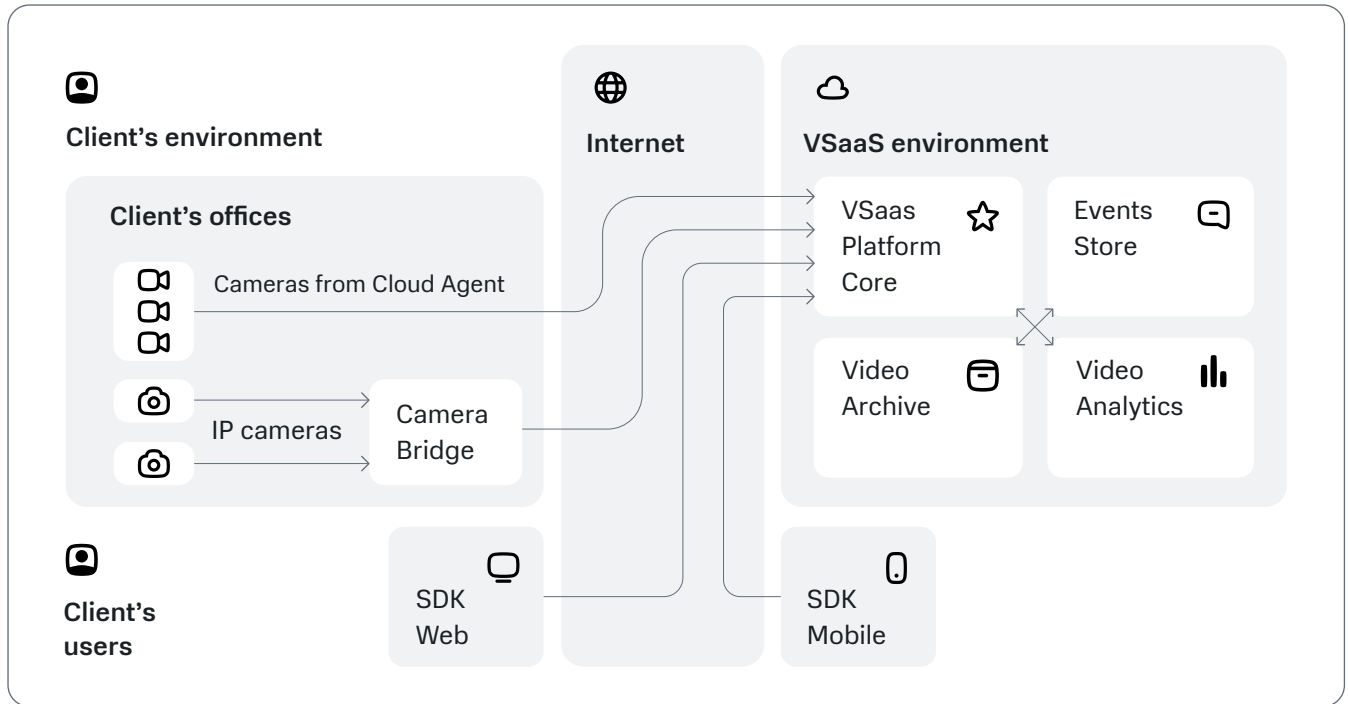 Client’s environment
Internet
VSaaS environment
Client’s offices
Cameras from Cloud Agent
IP cameras
Camera
Bridge
VSaas
Platform
Core
Events
Store
Video
Archive
Video
Analytics
Client’s
users
SDK
Web
SDK
Mobile